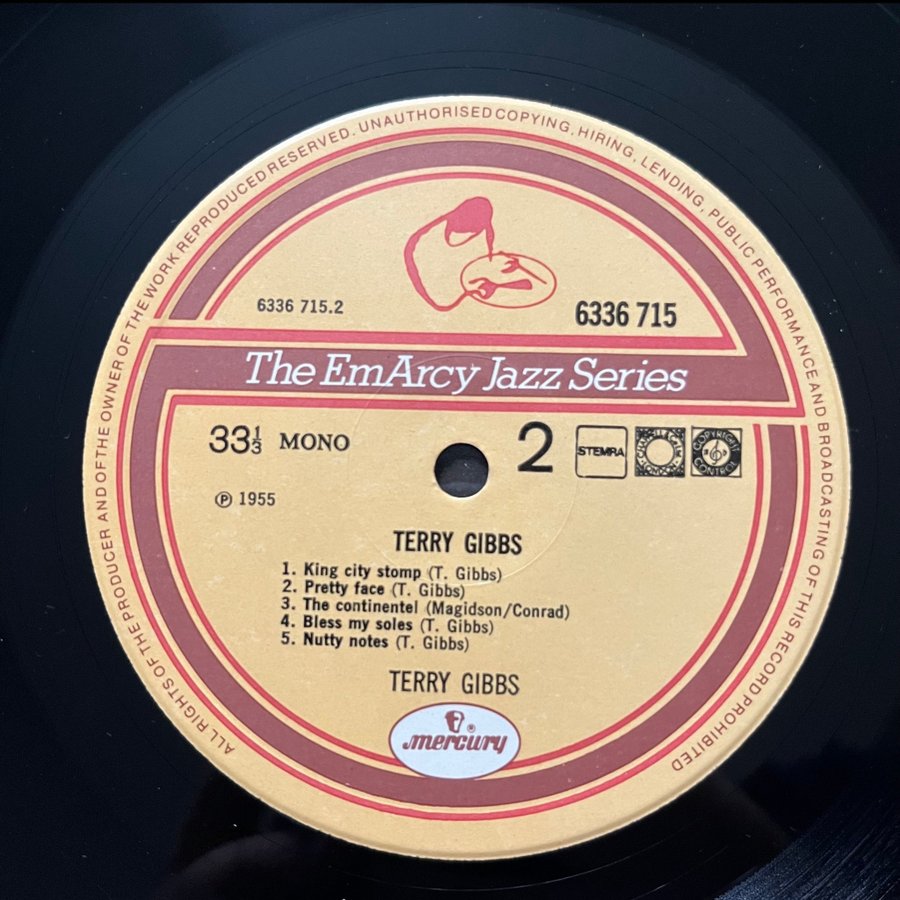 ALL RIGHTS OF THE PRODUCER AND OF THE OWNER OF THE WORK REPRODUCED RESERVED. UNAUTHORISED COPYING, HIRING, LENDING, PUBLIC PERFORMANCE AND BROADCASTING OF THIS RECORD PROHIBITED
6336 715.2
6336 715
The EmArcy Jazz Series
33⅓ MONO
2
STEMRA
COPYRIGHT CONTROL
℗ 1955
TERRY GIBBS
1. King city stomp (T. Gibbs)
2. Pretty face (T. Gibbs)
3. The continentel (Magidson/Conrad)
4. Bless my soles (T. Gibbs)
5. Nutty notes (T. Gibbs)
TERRY GIBBS
®
mercury